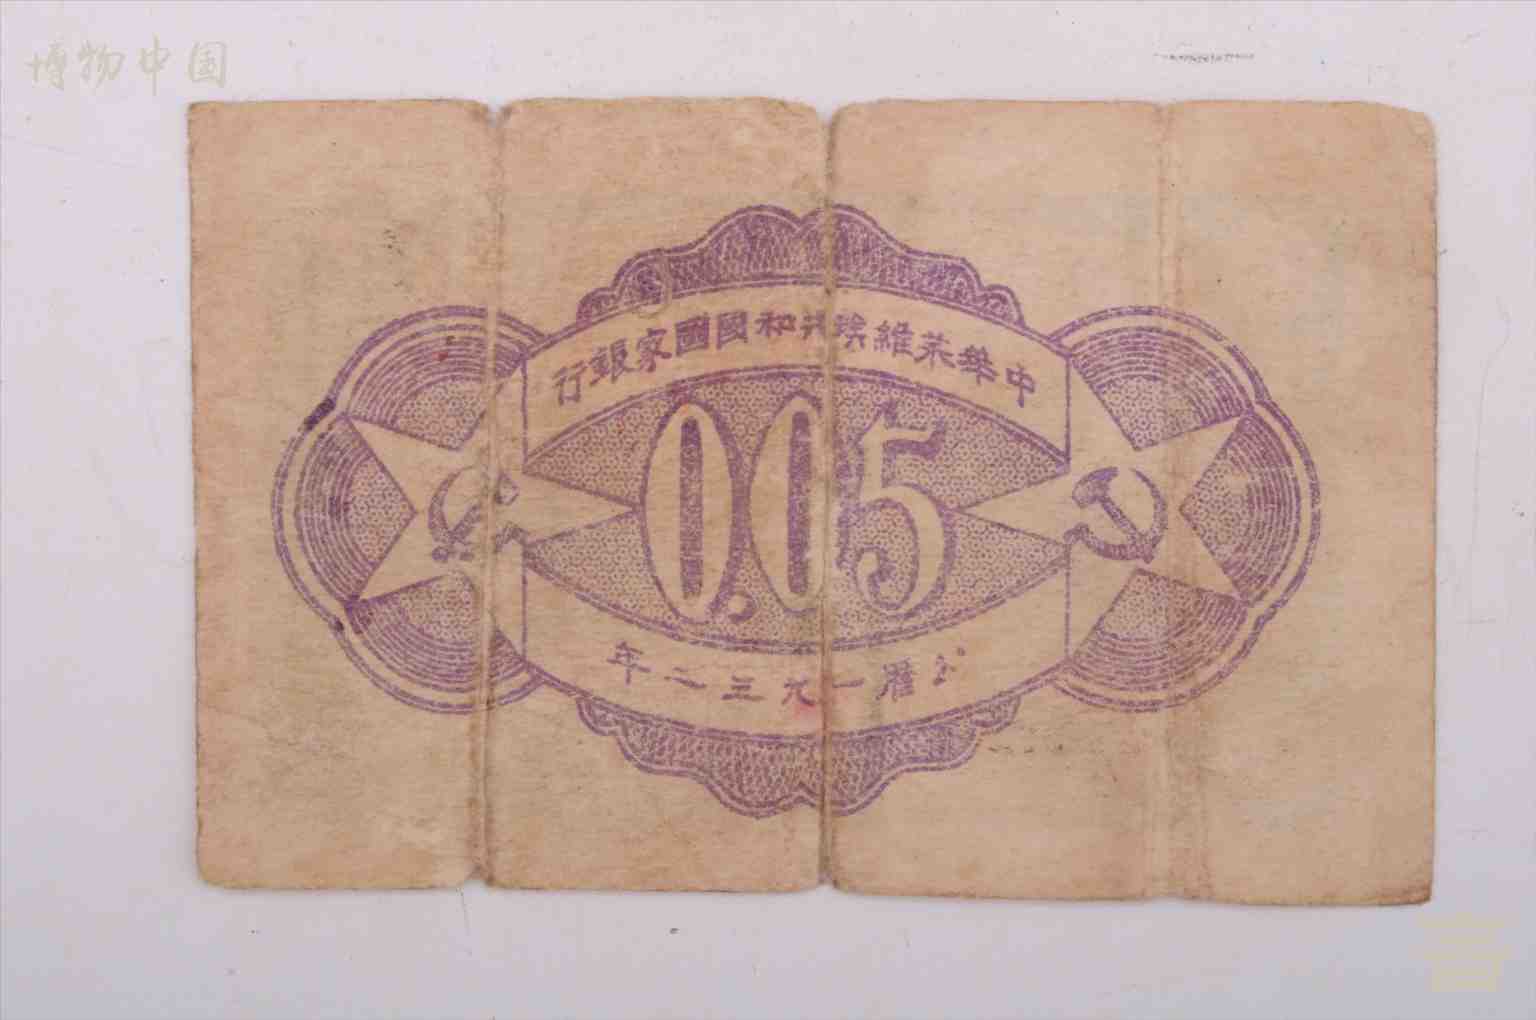 博物中国
中華蘇維埃共和國國家銀行
0.05
公曆一九三二年